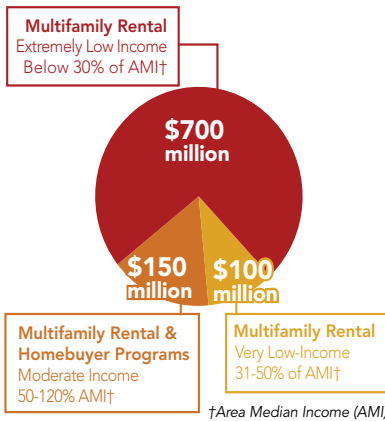 Multifamily Rental
Extremely Low Income
Below 30% of AMI†
$700
million
$150
million
$100
million
Multifamily Rental &
Homebuyer Programs
Moderate Income
50-120% AMI†
Multifamily Rental
Very Low-Income
31-50% of AMI†
†Area Median Income (AMI)